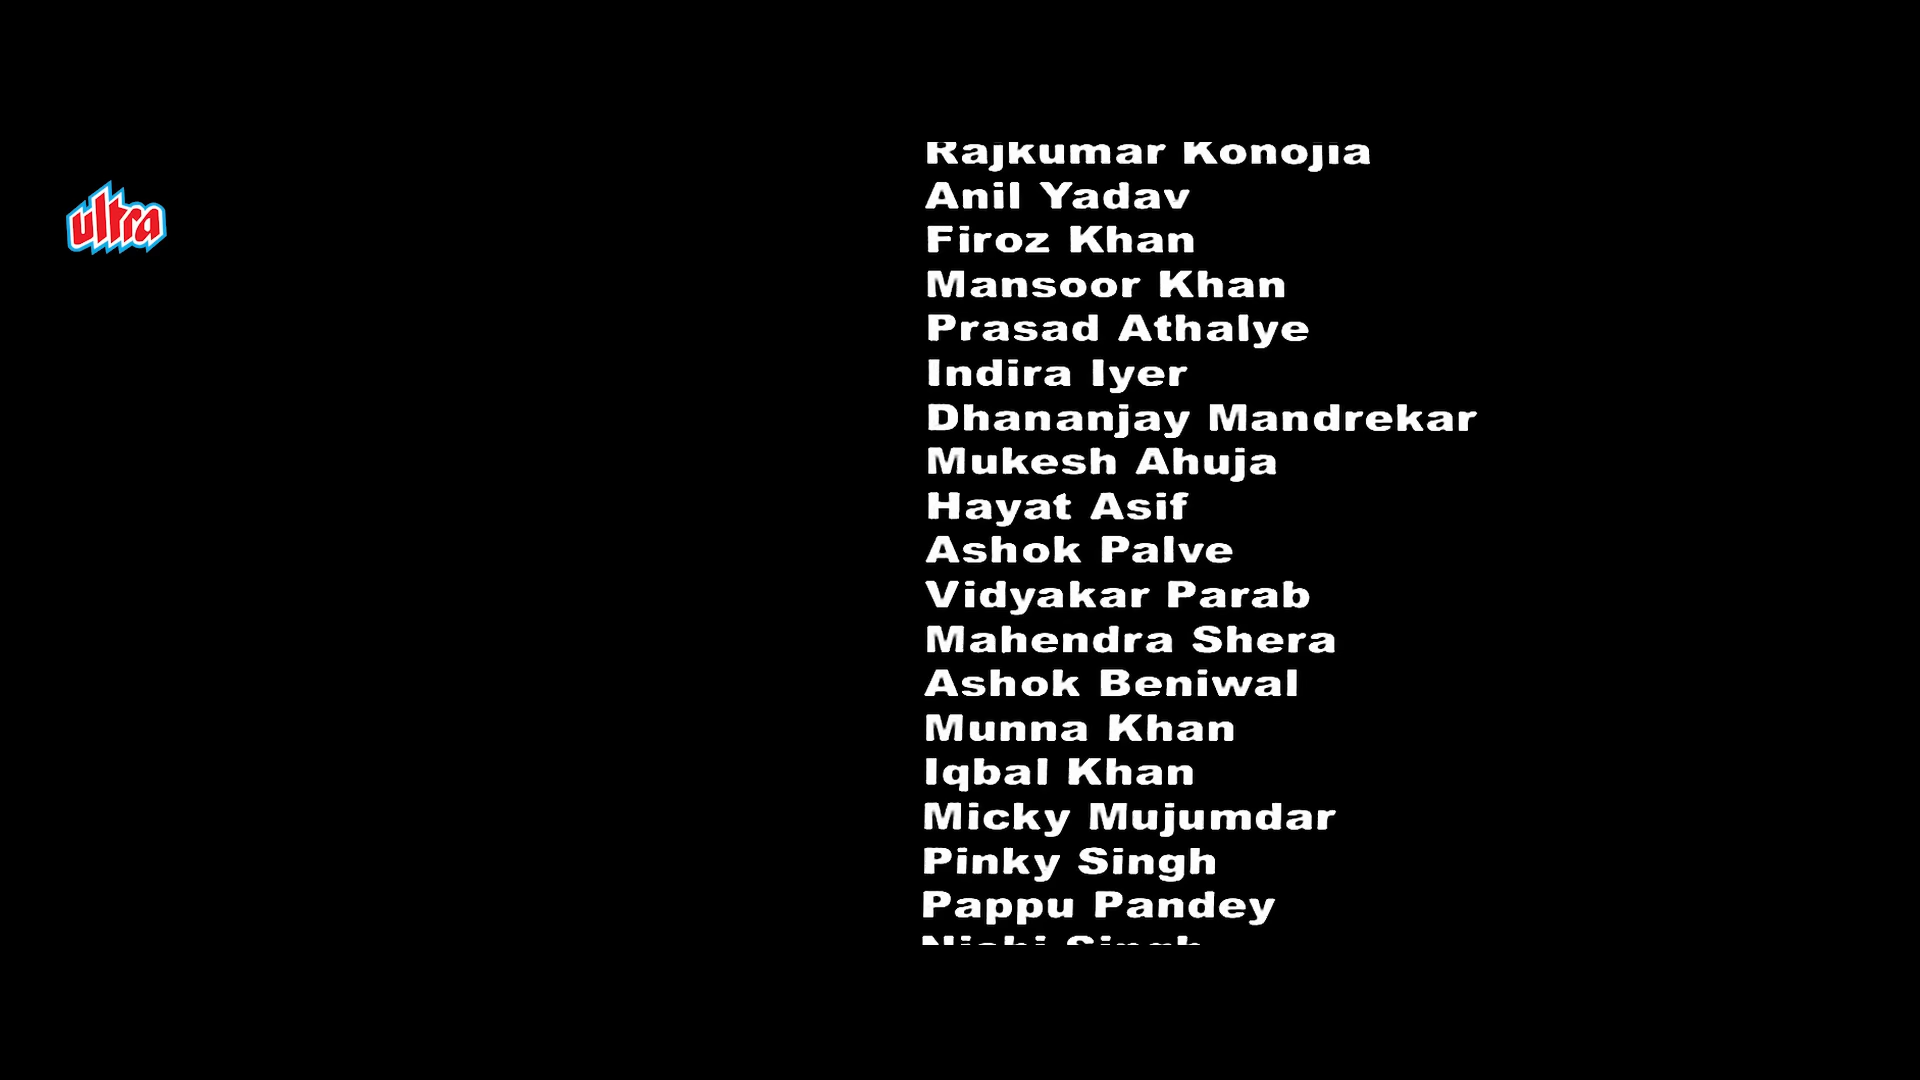 ultra
Rajkumar Konojia
Anil Yadav
Firoz Khan
Mansoor Khan
Prasad Athalye
Indira Iyer
Dhananjay Mandrekar
Mukesh Ahuja
Hayat Asif
Ashok Palve
Vidyakar Parab
Mahendra Shera
Ashok Beniwal
Munna Khan
Iqbal Khan
Micky Mujumdar
Pinky Singh
Pappu Pandey
Singh